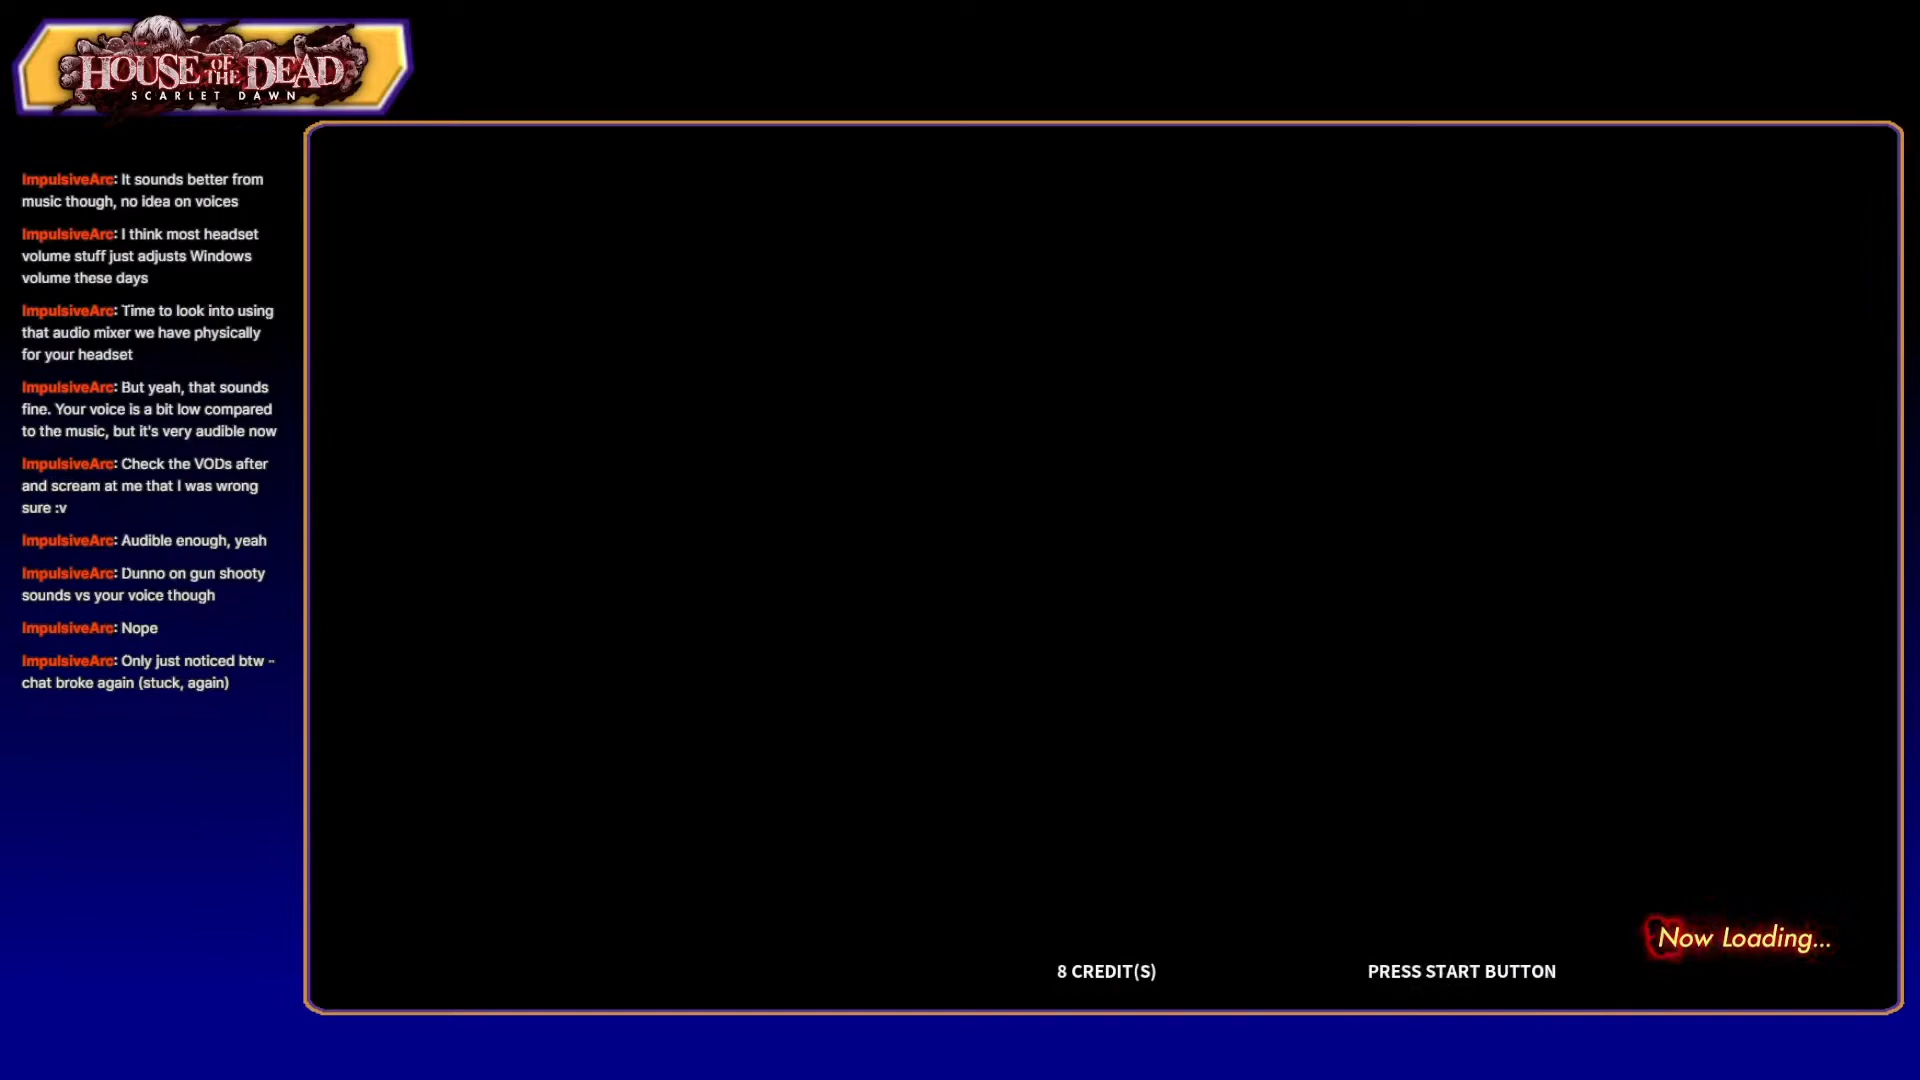 HOUSE OF THE DEAD
SCARLET DAWN
ImpulsiveArc: It sounds better from
music though, no idea on voices
ImpulsiveArc: I think most headset
volume stuff just adjusts Windows
volume these days
ImpulsiveArc: Time to look into using
that audio mixer we have physically
for your headset
ImpulsiveArc: But yeah, that sounds
fine. Your voice is a bit low compared
to the music, but it's very audible now
ImpulsiveArc: Check the VODs after
and scream at me that I was wrong
sure :v
ImpulsiveArc: Audible enough, yeah
ImpulsiveArc: Dunno on gun shooty
sounds vs your voice though
ImpulsiveArc: Nope
ImpulsiveArc: Only just noticed btw -
chat broke again (stuck, again)
Now Loading...
8 CREDIT(S)
PRESS START BUTTON